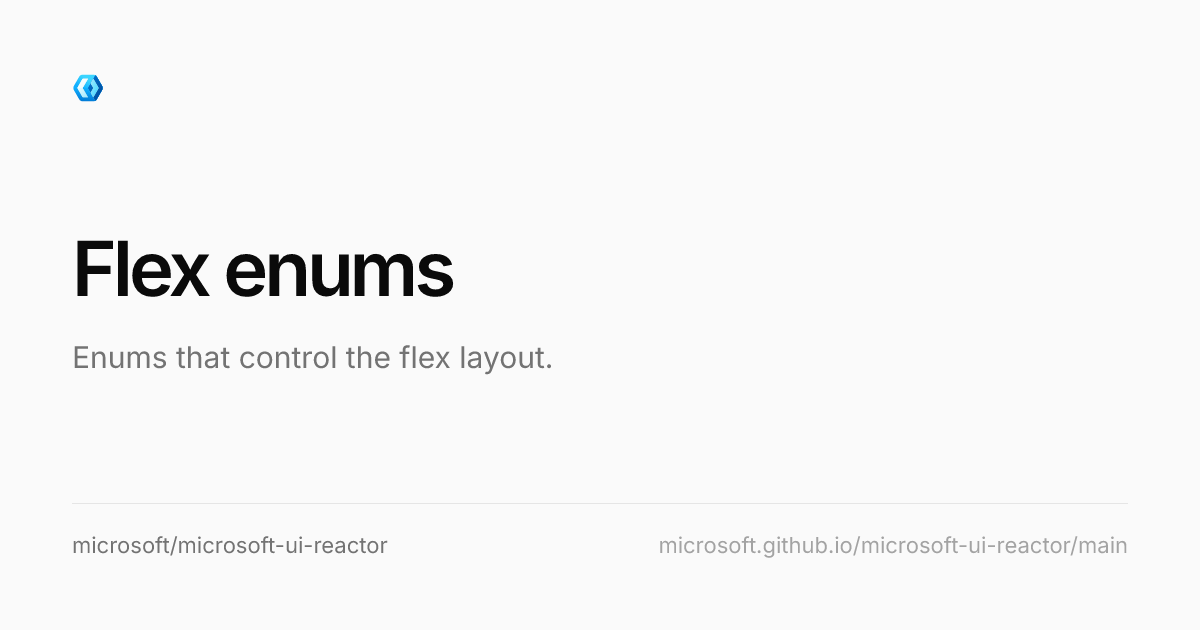 Flex enums
Enums that control the flex layout.
microsoft/microsoft-ui-reactor
microsoft.github.io/microsoft-ui-reactor/main